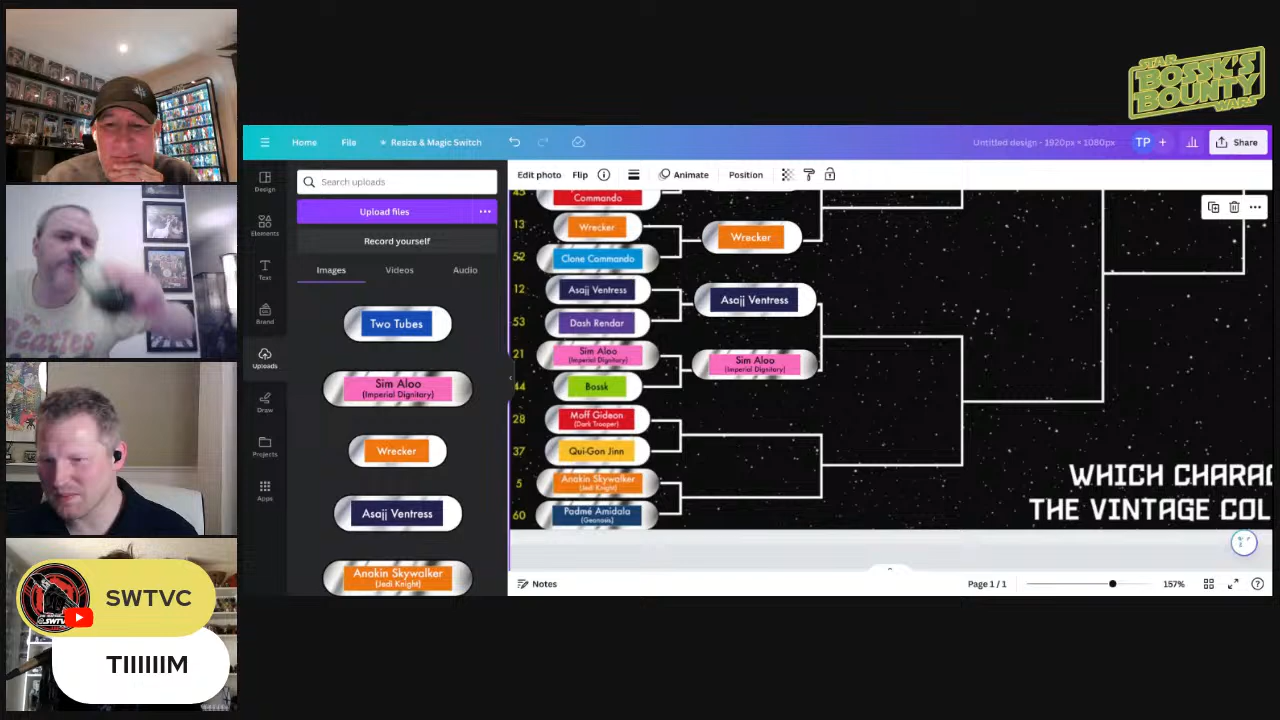 STAR
BOSSK'S
BOUNTY
WARS
Home
File
Resize & Magic Switch
Untitled design - 1920px × 1080px
TP
+
Share
Design
Elements
Text
Brand
Uploads
Draw
Projects
Apps
Search uploads
Upload files
Record yourself
Images
Videos
Audio
Two Tubes
Sim Aloo
(Imperial Dignitary)
Wrecker
Asajj Ventress
Anakin Skywalker
(Jedi Knight)
Edit photo
Flip
Animate
Position
45
Commando
13
Wrecker
52
Clone Commando
12
Asajj Ventress
53
Dash Rendar
21
Sim Aloo
(Imperial Dignitary)
44
Bossk
28
Moff Gideon
(Dark Trooper)
37
Qui-Gon Jinn
5
Anakin Skywalker
(Jedi Knight)
60
Padmé Amidala
(Geonosis)
Wrecker
Asajj Ventress
Sim Aloo
(Imperial Dignitary)
WHICH CHARAC
THE VINTAGE COL
Notes
Page 1 / 1
157%
SWTVC
TIIIIIIM